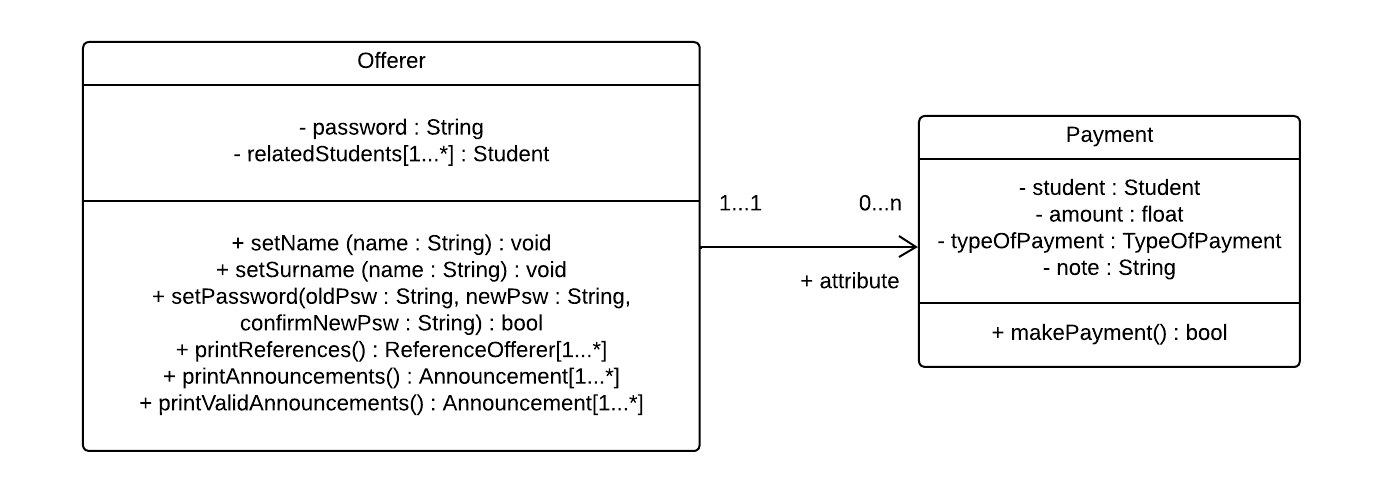 Offerer
- password : String
- relatedStudents[1...*] : Student
+ setName (name : String) : void
+ setSurname (name : String) : void
+ setPassword(oldPsw : String, newPsw : String,
confirmNewPsw : String) : bool
+ printReferences() : ReferenceOfferer[1...*]
+ printAnnouncements() : Announcement[1...*]
+ printValidAnnouncements() : Announcement[1...*]
1...1
0...n
+ attribute
Payment
- student : Student
- amount : float
- typeOfPayment : TypeOfPayment
- note : String
+ makePayment() : bool